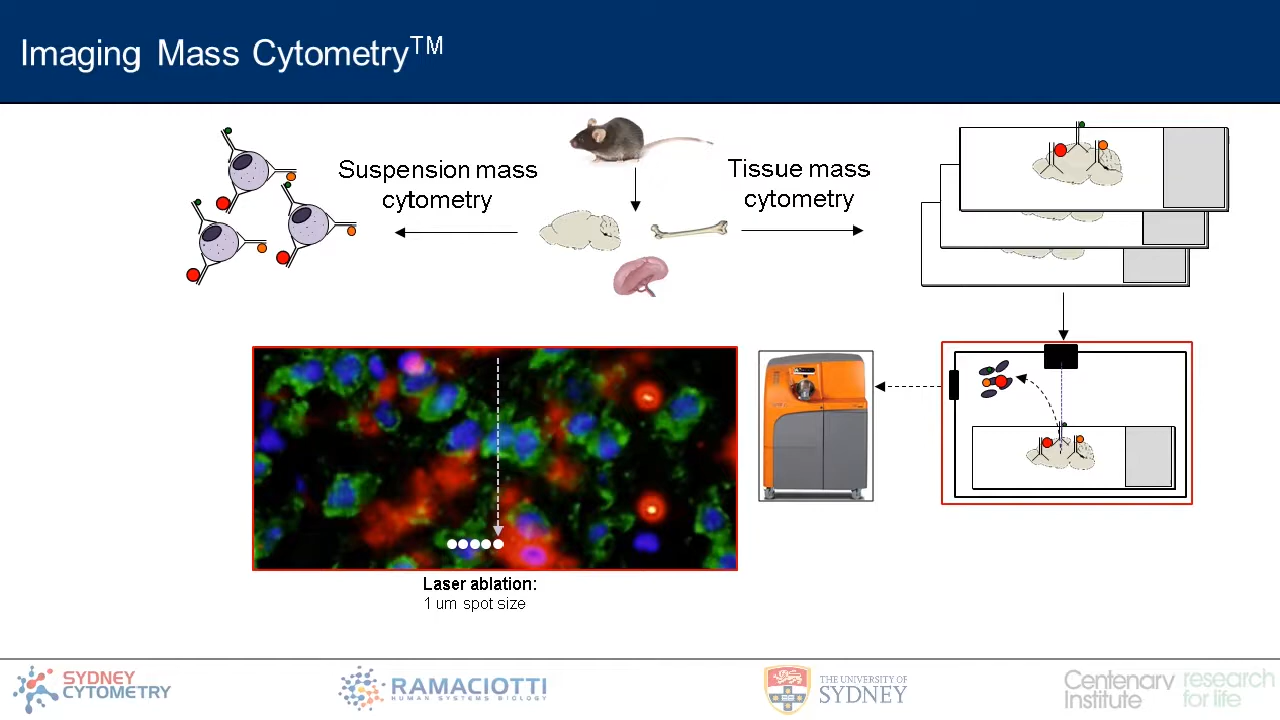 Imaging Mass Cytometry™
Suspension mass
cytometry
Tissue mass
cytometry
Laser ablation:
1 um spot size
SYDNEY
CYTOMETRY
RAMACIOTTI
HUMAN SYSTEMS BIOLOGY
THE UNIVERSITY OF
SYDNEY
Centenary
Institute
research
for life